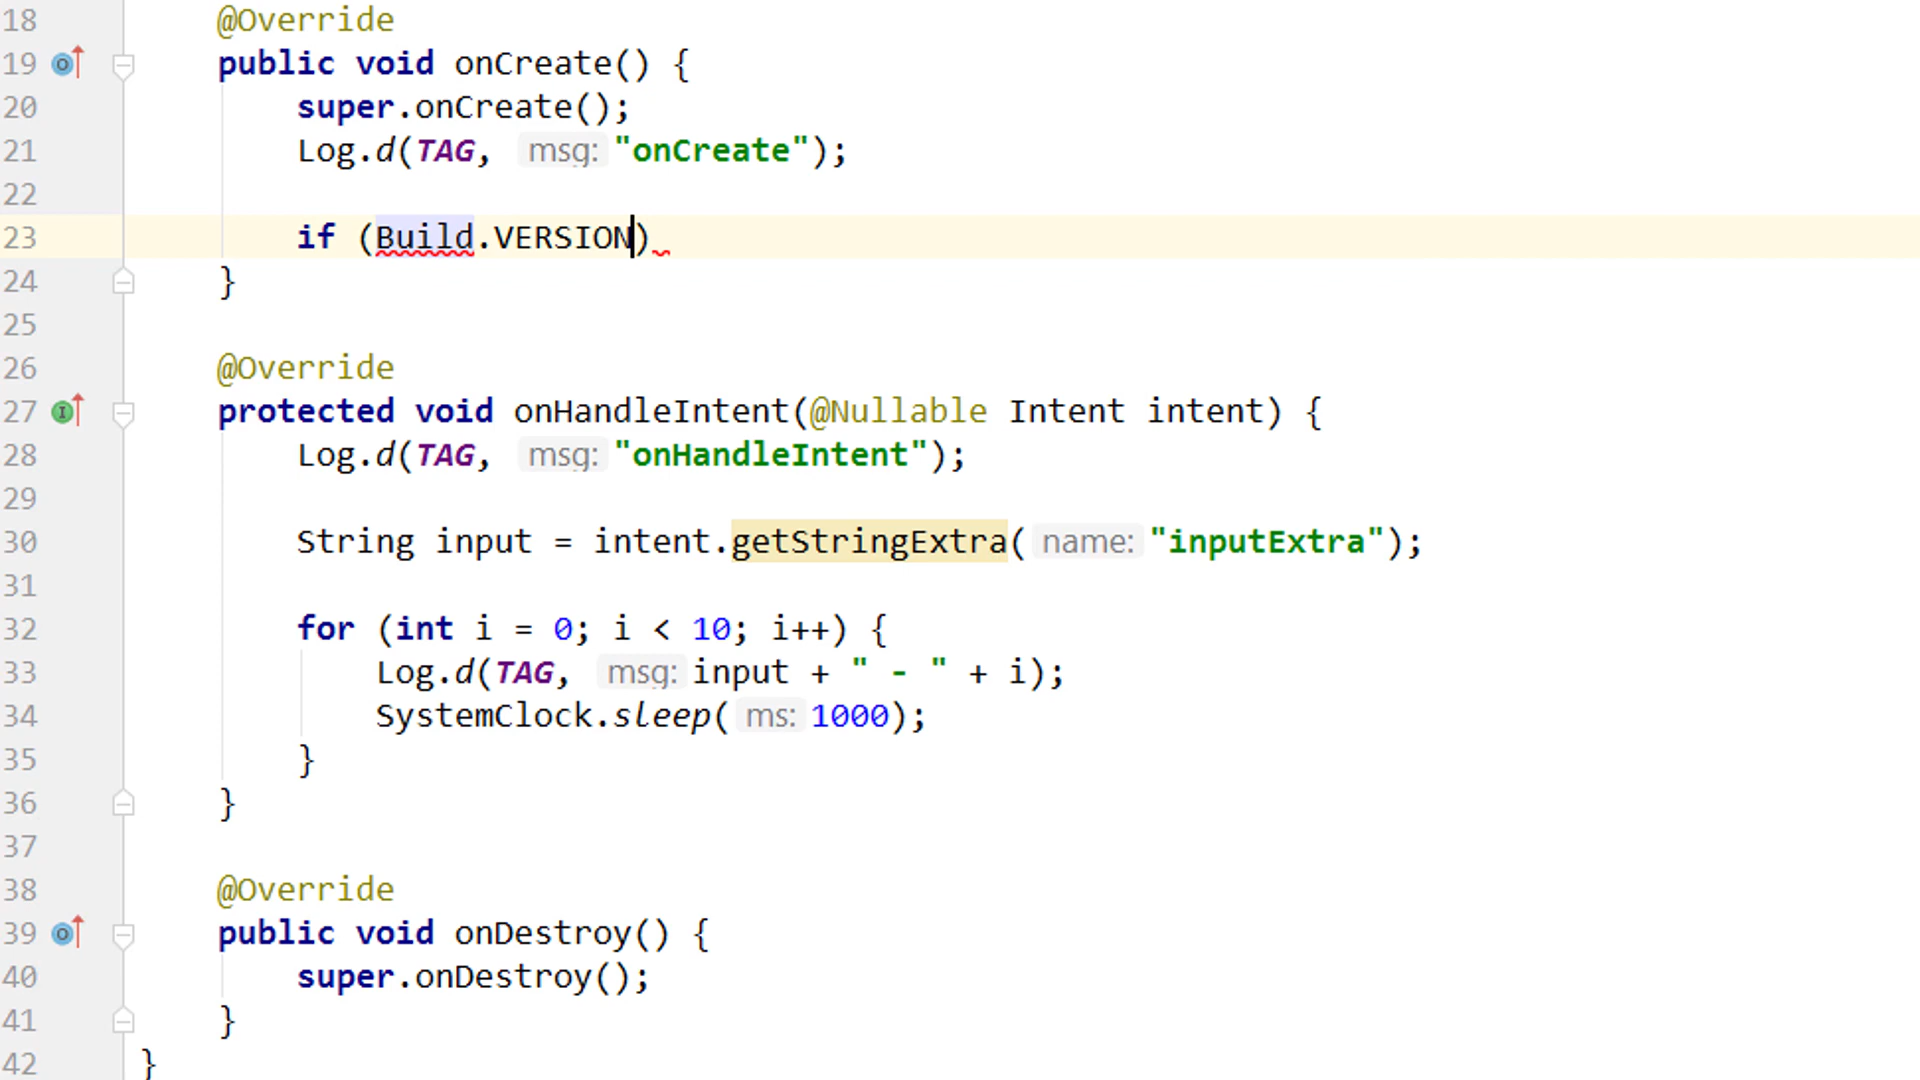 18 @Override
19 public void onCreate() {
20 super.onCreate();
21 Log.d(TAG, msg: "onCreate");
22
23 if (Build.VERSION)
24 }
25
26 @Override
27 protected void onHandleIntent(@Nullable Intent intent) {
28 Log.d(TAG, msg: "onHandleIntent");
29
30 String input = intent.getStringExtra( name: "inputExtra");
31
32 for (int i = 0; i < 10; i++) {
33 Log.d(TAG, msg: input + " - " + i);
34 SystemClock.sleep( ms: 1000);
35 }
36 }
37
38 @Override
39 public void onDestroy() {
40 super.onDestroy();
41 }
42 }